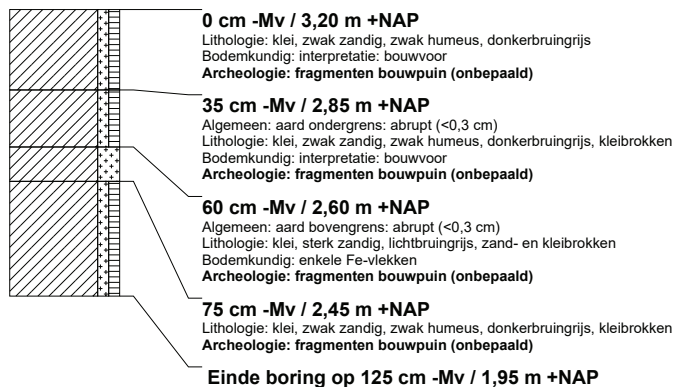 0 cm -Mv / 3,20 m +NAP
Lithologie: klei, zwak zandig, zwak humeus, donkerbruingrijs
Bodemkundig: interpretatie: bouwvoor
Archeologie: fragmenten bouwpuin (onbepaald)
35 cm -Mv / 2,85 m +NAP
Algemeen: aard ondergrens: abrupt (<0,3 cm)
Lithologie: klei, zwak zandig, zwak humeus, donkerbruingrijs, kleibrokken
Bodemkundig: interpretatie: bouwvoor
Archeologie: fragmenten bouwpuin (onbepaald)
60 cm -Mv / 2,60 m +NAP
Algemeen: aard bovengrens: abrupt (<0,3 cm)
Lithologie: klei, sterk zandig, lichtbruingrijs, zand- en kleibrokken
Bodemkundig: enkele Fe-vlekken
Archeologie: fragmenten bouwpuin (onbepaald)
75 cm -Mv / 2,45 m +NAP
Lithologie: klei, zwak zandig, zwak humeus, donkerbruingrijs, kleibrokken
Archeologie: fragmenten bouwpuin (onbepaald)
Einde boring op 125 cm -Mv / 1,95 m +NAP